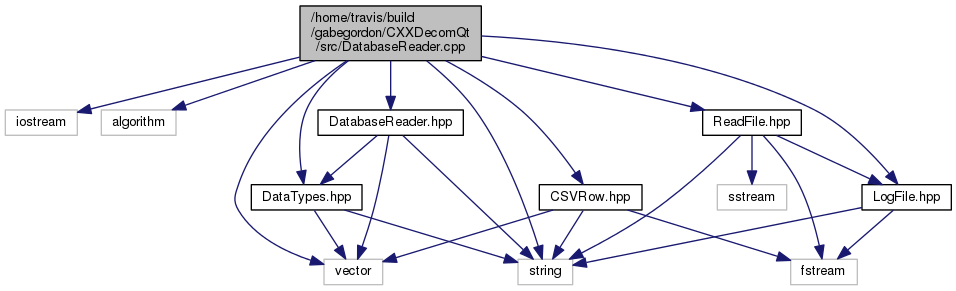 /home/travis/build
/gabegordon/CXXDecomQt
/src/DatabaseReader.cpp
iostream
algorithm
DatabaseReader.hpp
ReadFile.hpp
DataTypes.hpp
CSVRow.hpp
sstream
LogFile.hpp
vector
string
fstream